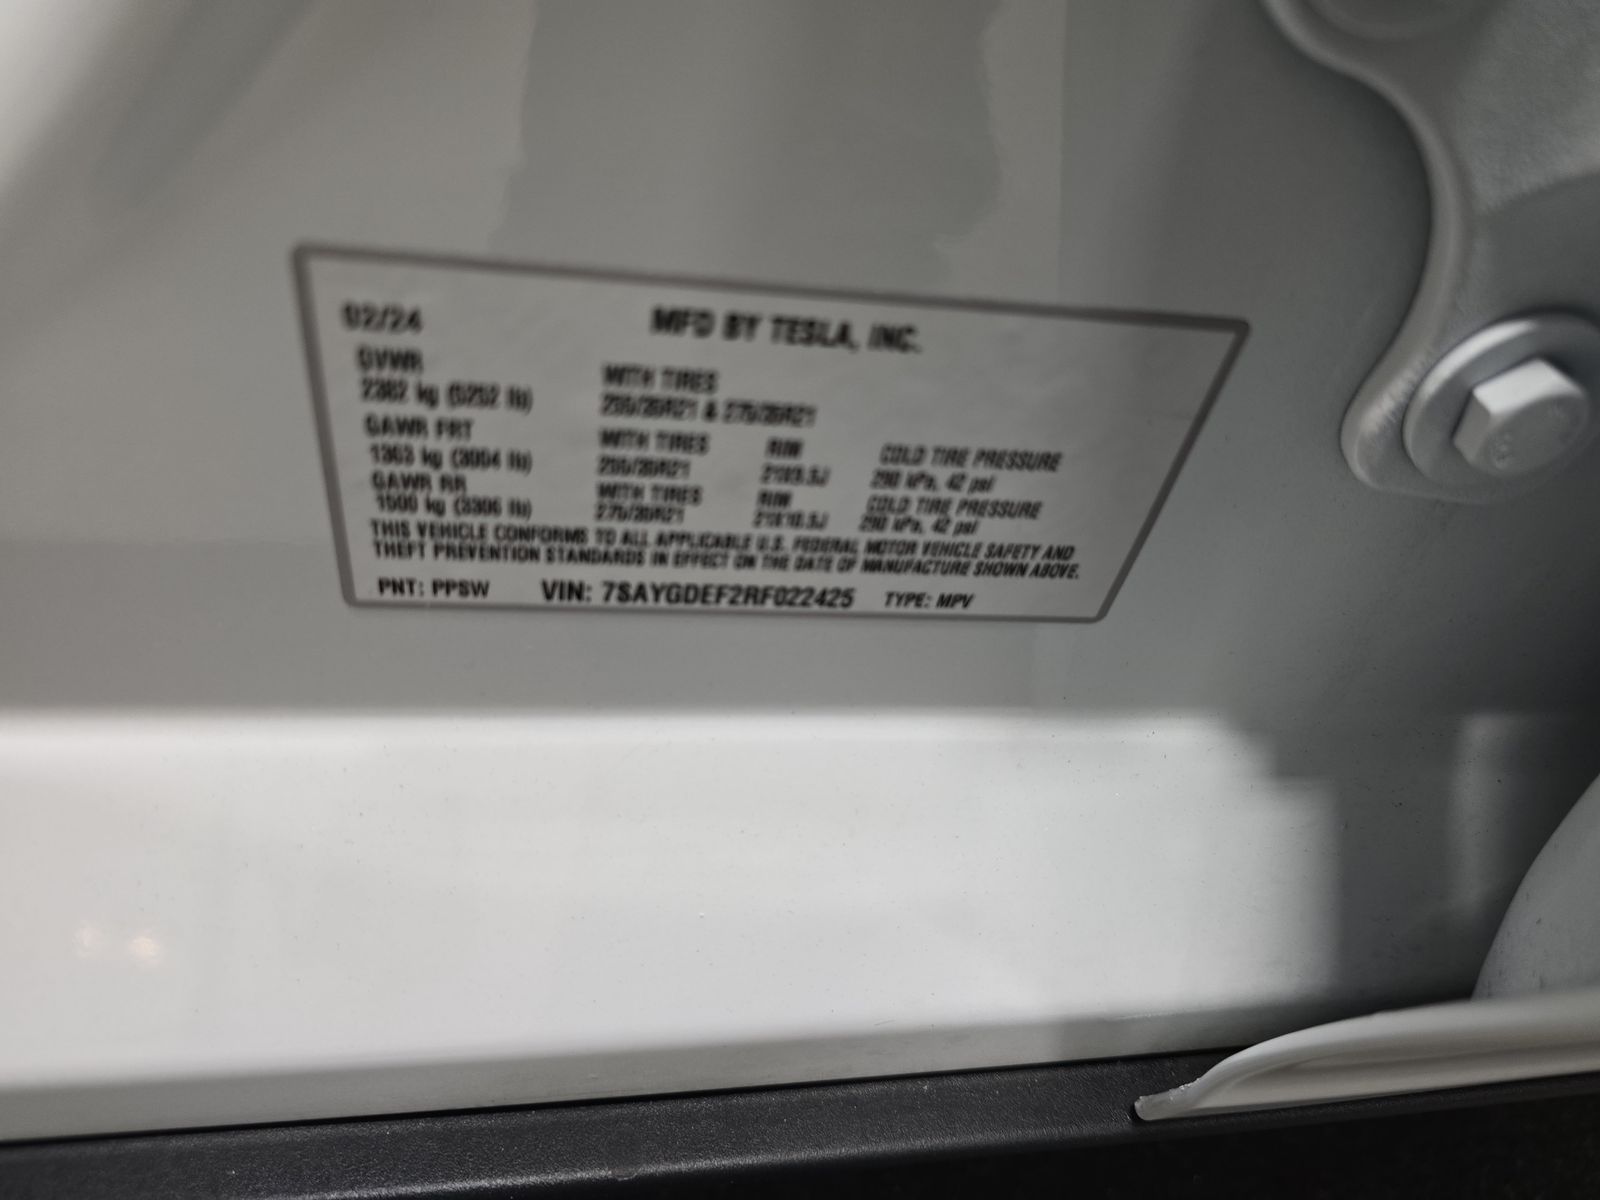 02/24 MFD BY TESLA, INC.
GVWR WITH TIRES
2382 kg (5252 lb) 255/35R21 & 275/35R21
GAWR FRT WITH TIRES RIM COLD TIRE PRESSURE
1363 kg (3004 lb) 255/35R21 21X9.5J 290 kPa, 42 psi
GAWR RR WITH TIRES RIM COLD TIRE PRESSURE
1500 kg (3306 lb) 275/35R21 21X10.5J 290 kPa, 42 psi
THIS VEHICLE CONFORMS TO ALL APPLICABLE U.S. FEDERAL MOTOR VEHICLE SAFETY AND
THEFT PREVENTION STANDARDS IN EFFECT ON THE DATE OF MANUFACTURE SHOWN ABOVE.
PNT: PPSW VIN: 7SAYGDEF2RF022425 TYPE: MPV